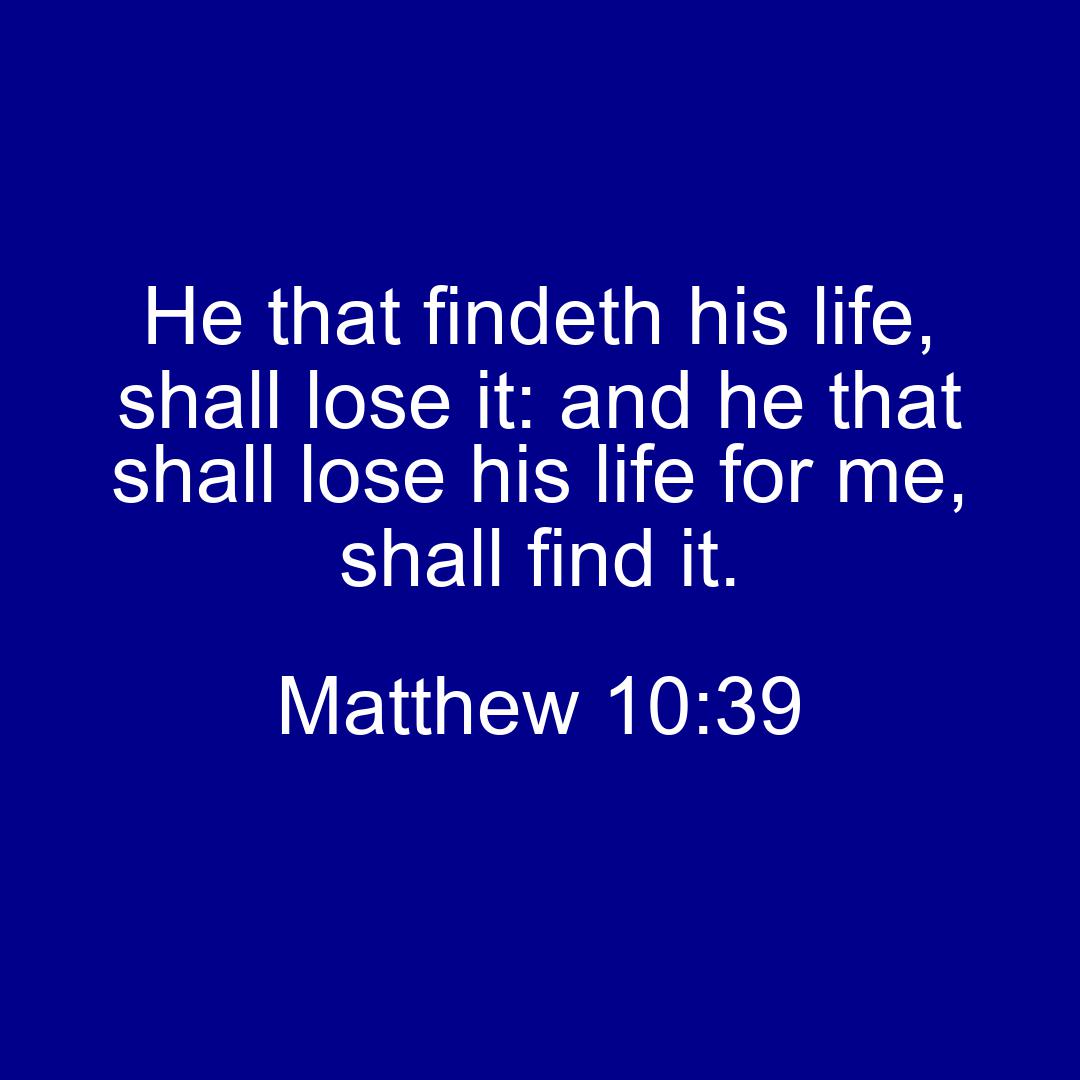 He that findeth his life,
shall lose it: and he that
shall lose his life for me,
shall find it.
Matthew 10:39